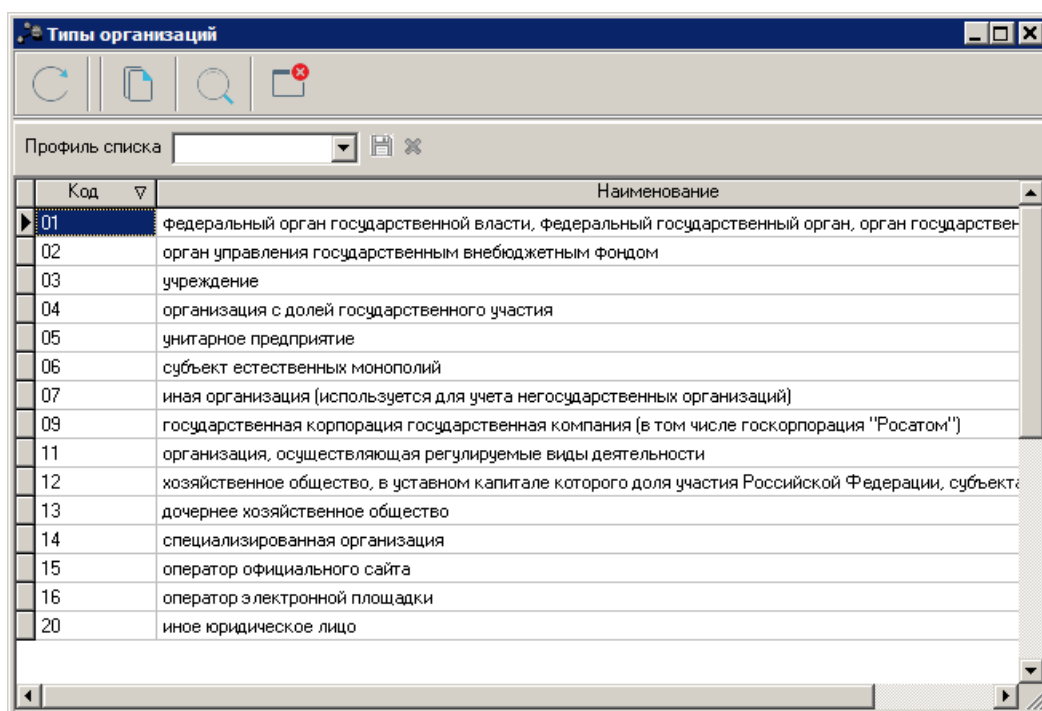 Типы организаций
Профиль списка
Код Наименование
01 федеральный орган государственной власти, федеральный государственный орган, орган государствен
02 орган управления государственным внебюджетным фондом
03 учреждение
04 организация с долей государственного участия
05 унитарное предприятие
06 субъект естественных монополий
07 иная организация (используется для учета негосударственных организаций)
09 государственная корпорация государственная компания (в том числе госкорпорация "Росатом")
11 организация, осуществляющая регулируемые виды деятельности
12 хозяйственное общество, в уставном капитале которого доля участия Российской Федерации, субъекта
13 дочернее хозяйственное общество
14 специализированная организация
15 оператор официального сайта
16 оператор электронной площадки
20 иное юридическое лицо